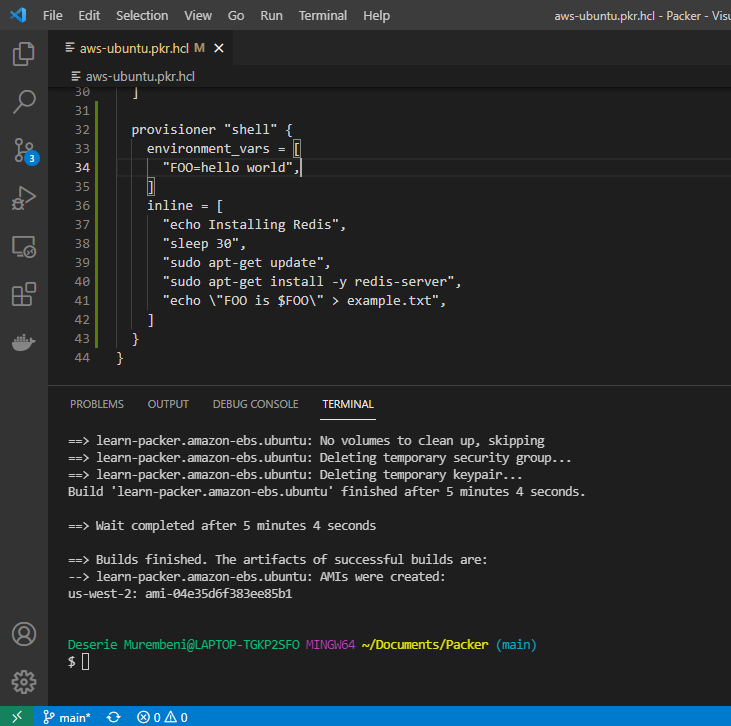 File Edit Selection View Go Run Terminal Help aws-ubuntu.pkr.hcl - Packer - Visu
aws-ubuntu.pkr.hcl M
aws-ubuntu.pkr.hcl
30 ]
31
32 provisioner "shell" {
33 environment_vars = [
34 "FOO=hello world",
35 ]
36 inline = [
37 "echo Installing Redis",
38 "sleep 30",
39 "sudo apt-get update",
40 "sudo apt-get install -y redis-server",
41 "echo \"FOO is $FOO\" > example.txt",
42 ]
43 }
44 }
3
PROBLEMS OUTPUT DEBUG CONSOLE TERMINAL
==> learn-packer.amazon-ebs.ubuntu: No volumes to clean up, skipping
==> learn-packer.amazon-ebs.ubuntu: Deleting temporary security group...
==> learn-packer.amazon-ebs.ubuntu: Deleting temporary keypair...
Build 'learn-packer.amazon-ebs.ubuntu' finished after 5 minutes 4 seconds.
==> Wait completed after 5 minutes 4 seconds
==> Builds finished. The artifacts of successful builds are:
--> learn-packer.amazon-ebs.ubuntu: AMIs were created:
us-west-2: ami-04e35d6f383ee85b1
Deserie Murembeni@LAPTOP-TGKP2SFO MINGW64 ~/Documents/Packer (main)
$
main* 0 0